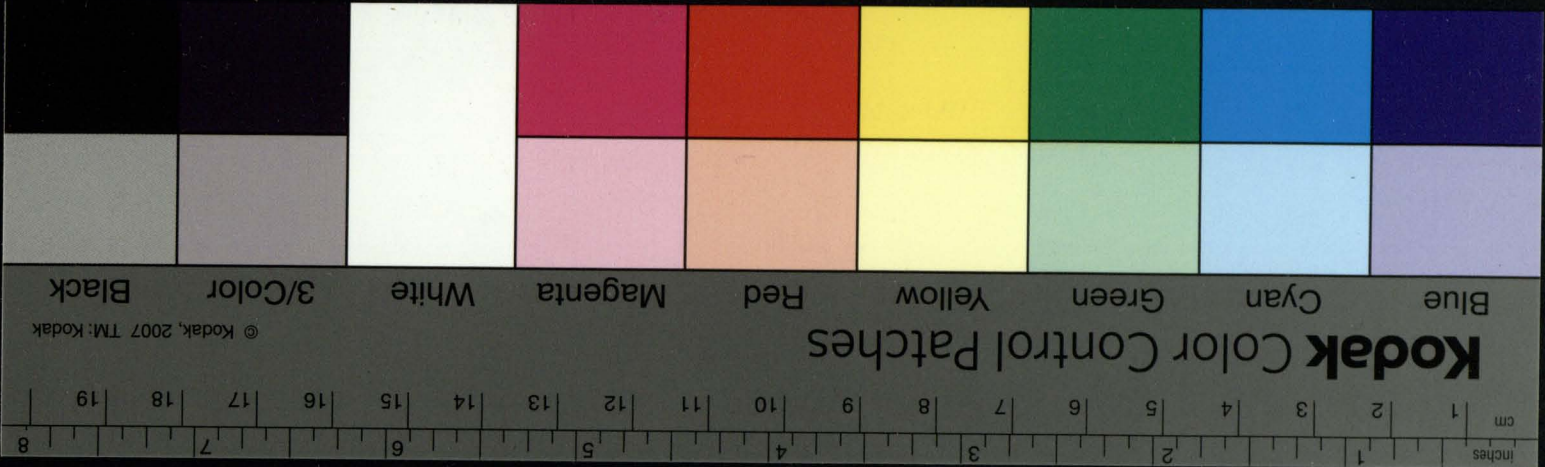 inches 1 2 3 4 5 6 7 8
cm 1 2 3 4 5 6 7 8 9 10 11 12 13 14 15 16 17 18 19
Kodak Color Control Patches © Kodak, 2007 TM: Kodak
Blue Cyan Green Yellow Red Magenta White 3/Color Black